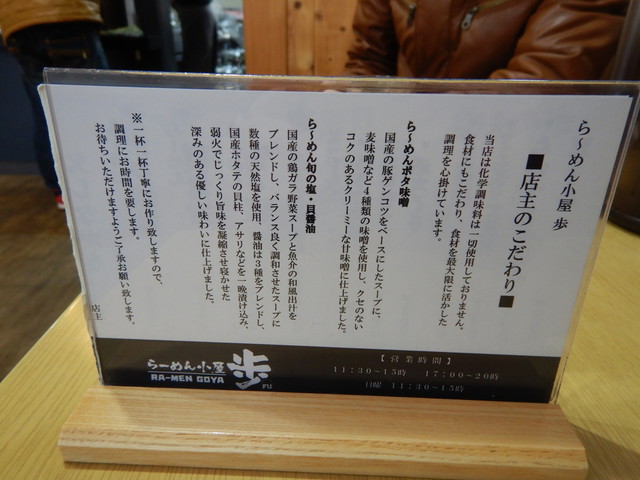 ら〜めん小屋 歩
■店主のこだわり■
当店は化学調味料は一切使用しておりません。
食材にもこだわり、食材を最大限に活かした
調理を心掛けています。
ら〜めんポタ味噌
国産の豚ゲンコツをベースにしたスープに、
麦味噌など４種類の味噌を使用し、クセのない
コクのあるクリーミーな甘味噌に仕上げました。
ら〜めん旬の塩・貝醤油
国産の鶏ガラ野菜スープと魚介の和風出汁を
ブレンドし、バランス良く調和させたスープに
数種の天然塩を使用、醤油は３種をブレンドし、
国産ホタテの貝柱、アサリなどを一晩漬け込み、
弱火でじっくり旨味を凝縮させ寝かせた
深みのある優しい味わいに仕上げました。
※一杯一杯丁寧にお作り致しますので、
調理にお時間を要します。
お待ちいただけますようご了承お願い致します。
店主
らーめん小屋 歩
RA-MEN GOYA FU
【営業時間】
11:30~15時 17:00~20時
日曜 11:30~15時